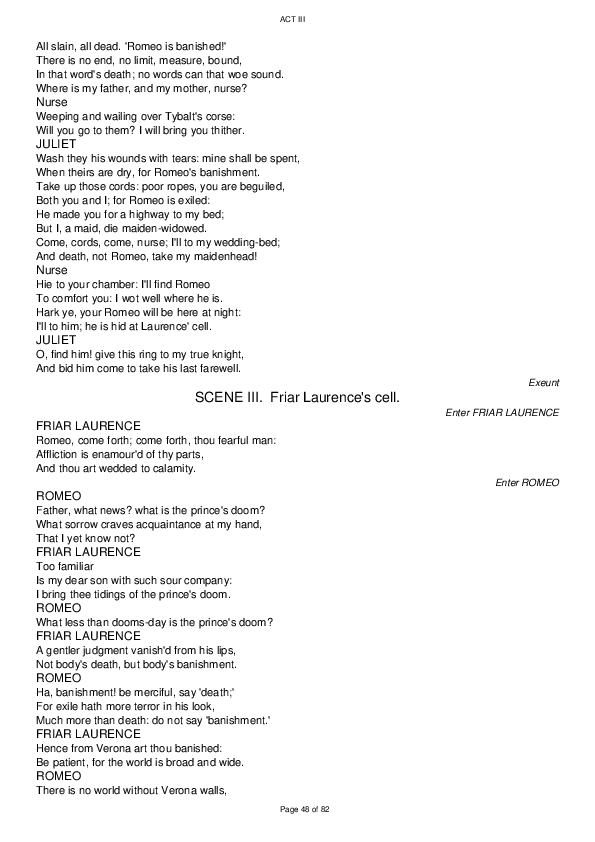 ACT III
All slain, all dead. 'Romeo is banished!'
There is no end, no limit, measure, bound,
In that word's death; no words can that woe sound.
Where is my father, and my mother, nurse?
Nurse
Weeping and wailing over Tybalt's corse:
Will you go to them? I will bring you thither.
JULIET
Wash they his wounds with tears: mine shall be spent,
When theirs are dry, for Romeo's banishment.
Take up those cords: poor ropes, you are beguiled,
Both you and I; for Romeo is exiled:
He made you for a highway to my bed;
But I, a maid, die maiden-widowed.
Come, cords, come, nurse; I'll to my wedding-bed;
And death, not Romeo, take my maidenhead!
Nurse
Hie to your chamber: I'll find Romeo
To comfort you: I wot well where he is.
Hark ye, your Romeo will be here at night:
I'll to him; he is hid at Laurence' cell.
JULIET
O, find him! give this ring to my true knight,
And bid him come to take his last farewell.
Exeunt
SCENE III. Friar Laurence's cell.
Enter FRIAR LAURENCE
FRIAR LAURENCE
Romeo, come forth; come forth, thou fearful man:
Affliction is enamour'd of thy parts,
And thou art wedded to calamity.
Enter ROMEO
ROMEO
Father, what news? what is the prince's doom?
What sorrow craves acquaintance at my hand,
That I yet know not?
FRIAR LAURENCE
Too familiar
Is my dear son with such sour company:
I bring thee tidings of the prince's doom.
ROMEO
What less than dooms-day is the prince's doom?
FRIAR LAURENCE
A gentler judgment vanish'd from his lips,
Not body's death, but body's banishment.
ROMEO
Ha, banishment! be merciful, say 'death;'
For exile hath more terror in his look,
Much more than death: do not say 'banishment.'
FRIAR LAURENCE
Hence from Verona art thou banished:
Be patient, for the world is broad and wide.
ROMEO
There is no world without Verona walls,
Page 48 of 82